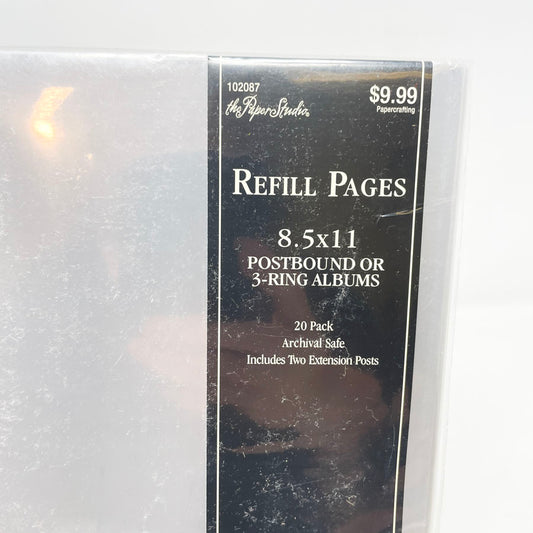 102087
the Paper Studio
$9.99
Papercrafting
REFILL PAGES
8.5x11
POSTBOUND OR
3-RING ALBUMS
20 Pack
Archival Safe
Includes Two Extension Posts